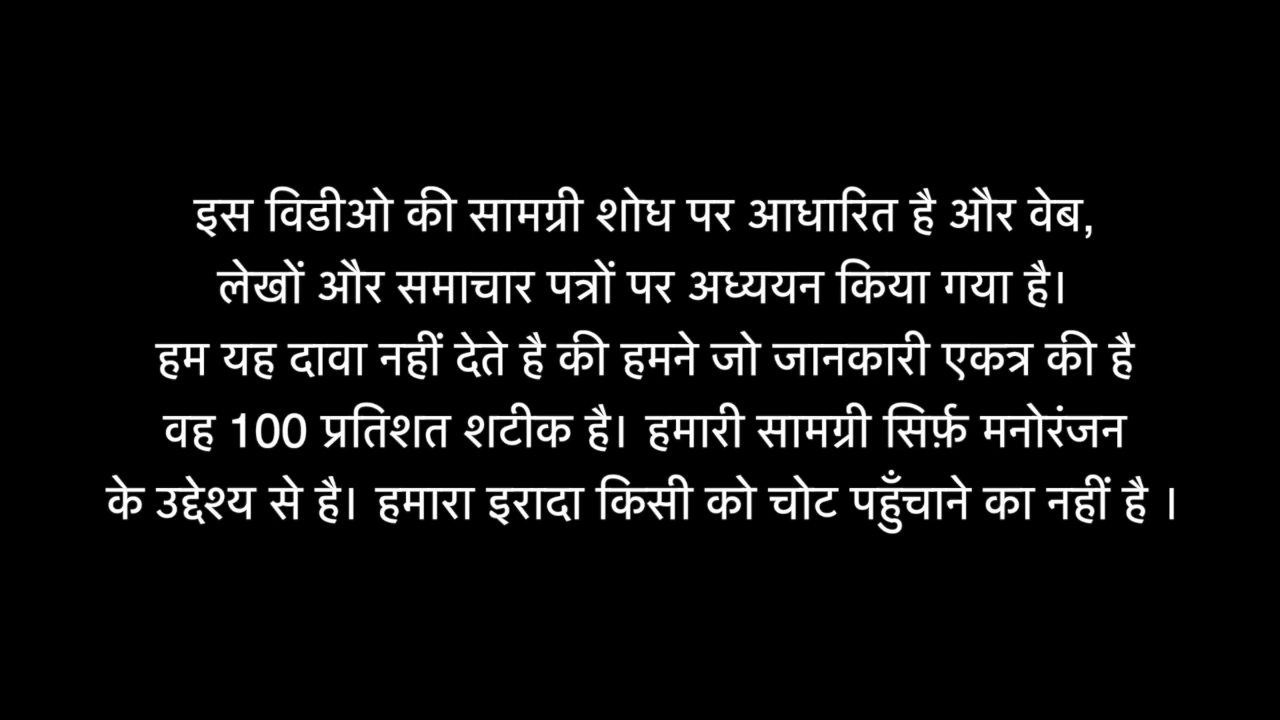 इस विडीओ की सामग्री शोध पर आधारित है और वेब,
लेखों और समाचार पत्रों पर अध्ययन किया गया है।
हम यह दावा नहीं देते है की हमने जो जानकारी एकत्र की है
वह 100 प्रतिशत शटीक है। हमारी सामग्री सिर्फ़ मनोरंजन
के उद्देश्य से है। हमारा इरादा किसी को चोट पहुँचाने का नहीं है ।